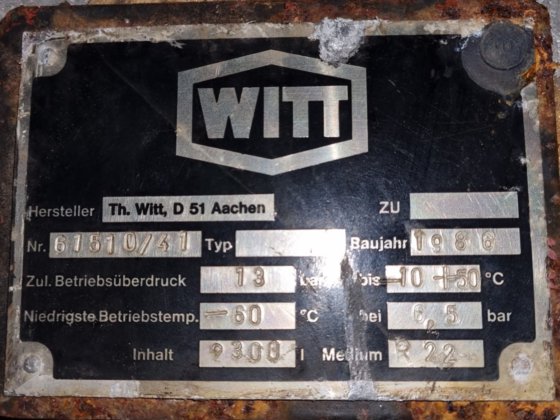 WITT
Hersteller Th. Witt, D 51 Aachen ZU
Nr. 67510/41 Typ Baujahr 1986
Zul. Betriebsüberdruck 13 bar bis -10 +50 °C
Niedrigste Betriebstemp. -60 °C bei 6,5 bar
Inhalt 9300 l Medium R 22